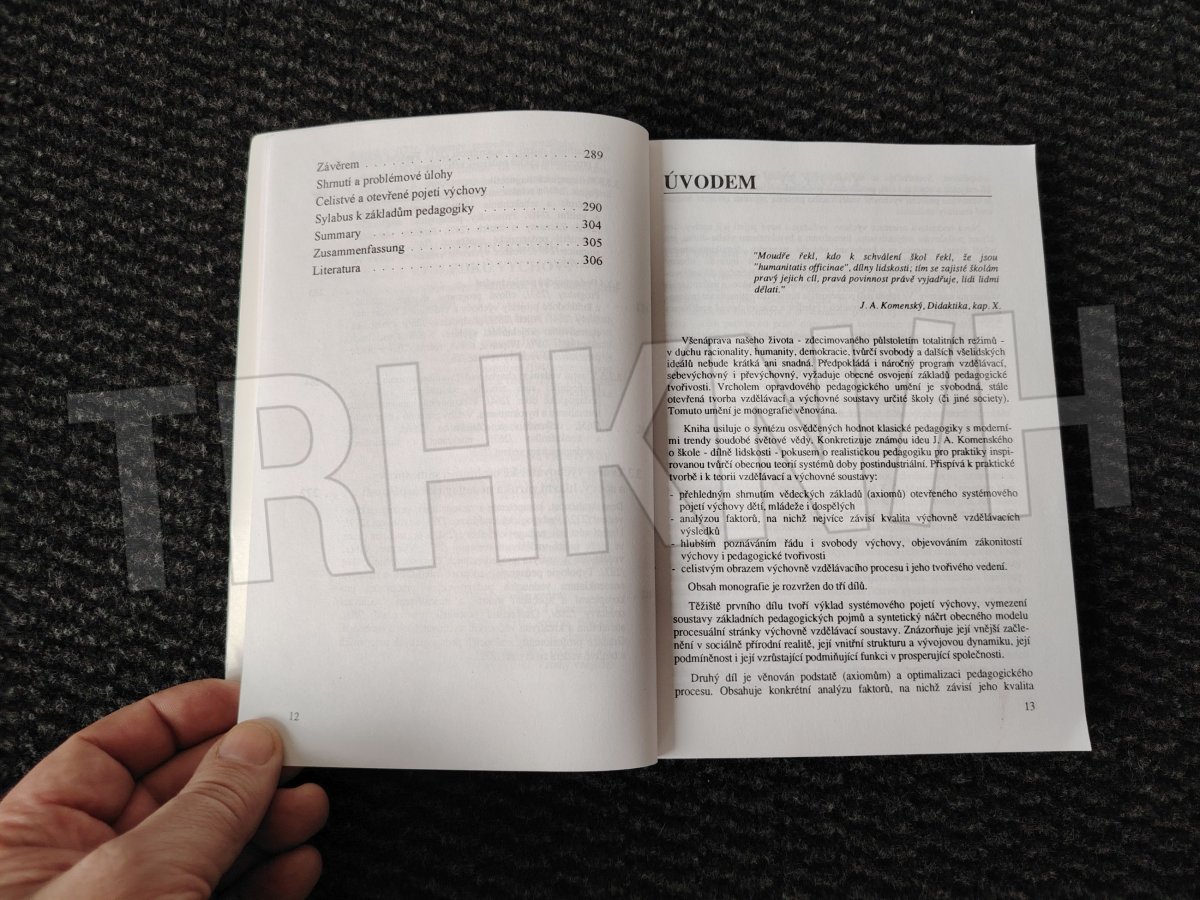 Závěrem . . . . . . . . . . . . . . . . . . . . . . . 289
Shrnutí a problémové úlohy
Celistvé a otevřené pojetí výchovy
Sylabus k základům pedagogiky . . . . . . . . . . . 290
Summary . . . . . . . . . . . . . . . . . . . . . . . 304
Zusammenfassung . . . . . . . . . . . . . . . . . . 305
Literatura . . . . . . . . . . . . . . . . . . . . . . . 306
12
ÚVODEM
"Moudře řekl, kdo k schválení škol řekl, že jsou
"humanitatis officinae", dílny lidskosti; tím se zajisté školám
pravý jejich cíl, pravá povinnost právě vyjadřuje, lidi lidmi
dělati."
J. A. Komenský, Didaktika, kap. X.
Všenáprava našeho života - zdecimovaného půlstoletím totalitních režimů -
v duchu racionality, humanity, demokracie, tvůrčí svobody a dalších všelidských
ideálů nebude krátká ani snadná. Předpokládá i náročný program vzdělávací,
sebevýchovný i převýchovný, vyžaduje obecné osvojení základů pedagogické
tvořivosti. Vrcholem opravdového pedagogického umění je svobodná, stále
otevřená tvorba vzdělávací a výchovné soustavy určité školy (či jiné society).
Tomuto umění je monografie věnována.
Kniha usiluje o syntézu osvědčených hodnot klasické pedagogiky s moderní-
mi trendy soudobé světové vědy. Konkretizuje známou ideu J. A. Komenského
o škole - dílně lidskosti - pokusem o realistickou pedagogiku pro praktiky inspi-
rovanou tvůrčí obecnou teorií systémů doby postindustriální. Přispívá k praktické
tvorbě i k teorii vzdělávací a výchovné soustavy:
- přehledným shrnutím vědeckých základů (axiomů) otevřeného systémového
pojetí výchovy dětí, mládeže i dospělých
- analýzou faktorů, na nichž nejvíce závisí kvalita výchovně vzdělávacích
výsledků
- hlubším poznáváním řádu i svobody výchovy, objevováním zákonitostí
výchovy i pedagogické tvořivosti
- celistvým obrazem výchovně vzdělávacího procesu i jeho tvořivého vedení.
Obsah monografie je rozvržen do tří dílů.
Těžiště prvního dílu tvoří výklad systémového pojetí výchovy, vymezení
soustavy základních pedagogických pojmů a syntetický náčrt obecného modelu
procesuální stránky výchovně vzdělávací soustavy. Znázorňuje její vnější začle-
nění v sociálně přírodní realitě, její vnitřní strukturu a vývojovou dynamiku, její
podmíněnost i její vzrůstající podmiňující funkci v prosperující společnosti.
Druhý díl je věnován podstatě (axiomům) a optimalizaci pedagogického
procesu. Obsahuje konkrétní analýzu faktorů, na nichž závisí jeho kvalita
13
TRHKNIH